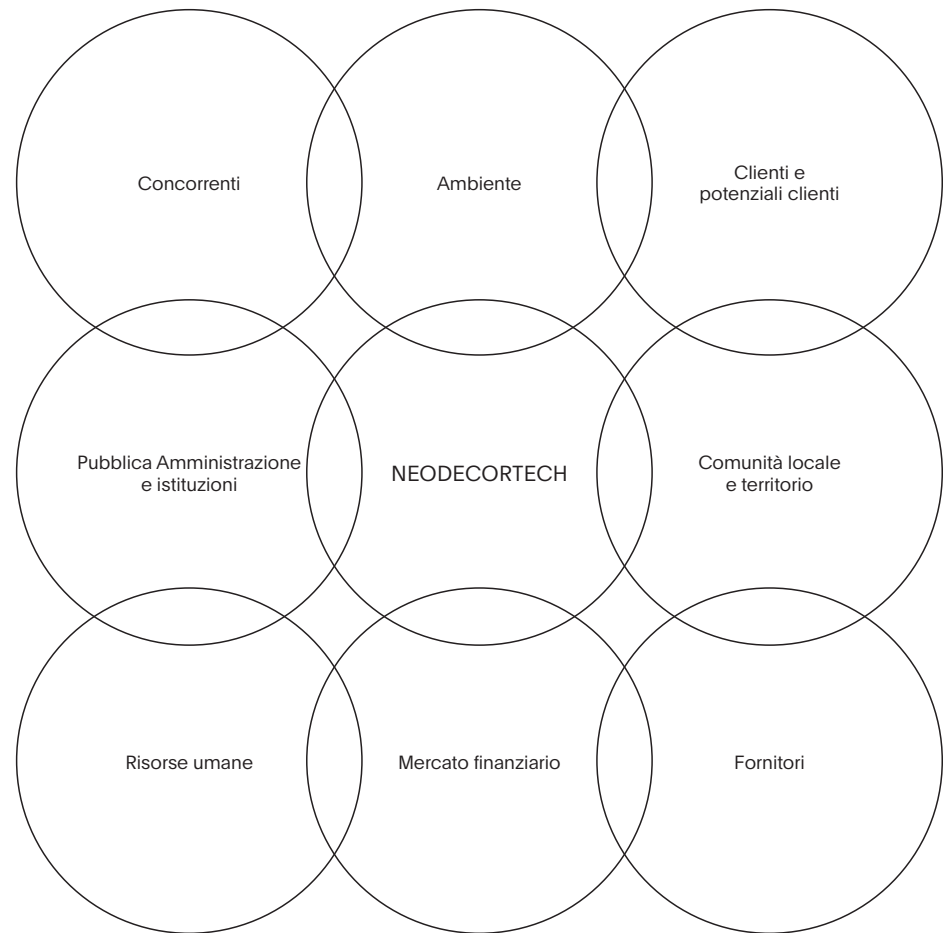 Concorrenti
Ambiente
Clienti e
potenziali clienti
Pubblica Amministrazione
e istituzioni
NEODECORTECH
Comunità locale
e territorio
Risorse umane
Mercato finanziario
Fornitori